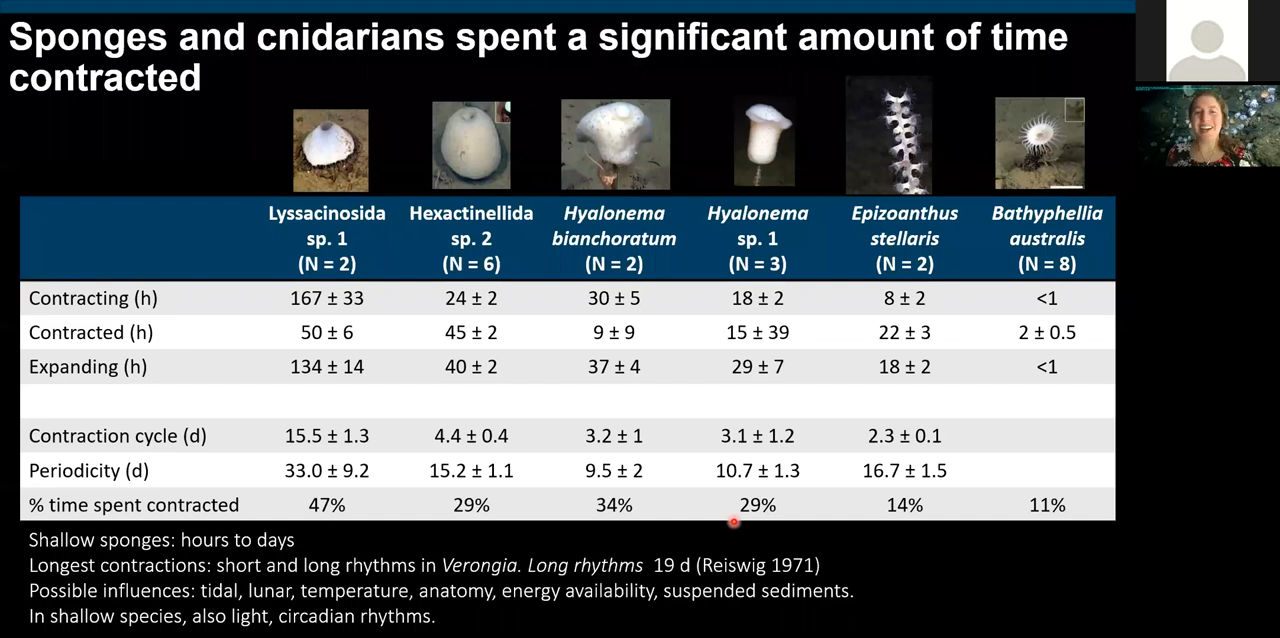 Sponges and cnidarians spent a significant amount of time
contracted
Lyssacinosida sp. 1 (N = 2) Hexactinellida sp. 2 (N = 6) Hyalonema bianchoratum (N = 2) Hyalonema sp. 1 (N = 3) Epizoanthus stellaris (N = 2) Bathyphellia australis (N = 8)
Contracting (h) 167 ± 33 24 ± 2 30 ± 5 18 ± 2 8 ± 2 <1
Contracted (h) 50 ± 6 45 ± 2 9 ± 9 15 ± 39 22 ± 3 2 ± 0.5
Expanding (h) 134 ± 14 40 ± 2 37 ± 4 29 ± 7 18 ± 2 <1
Contraction cycle (d) 15.5 ± 1.3 4.4 ± 0.4 3.2 ± 1 3.1 ± 1.2 2.3 ± 0.1
Periodicity (d) 33.0 ± 9.2 15.2 ± 1.1 9.5 ± 2 10.7 ± 1.3 16.7 ± 1.5
% time spent contracted 47% 29% 34% 29% 14% 11%
Shallow sponges: hours to days
Longest contractions: short and long rhythms in Verongia. Long rhythms 19 d (Reiswig 1971)
Possible influences: tidal, lunar, temperature, anatomy, energy availability, suspended sediments.
In shallow species, also light, circadian rhythms.